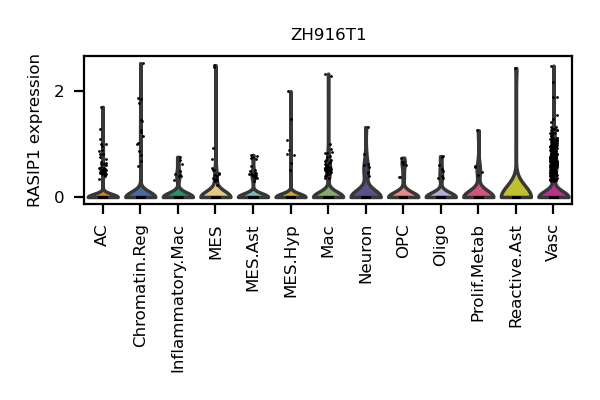 ZH916T1
RASIP1 expression
2
0
AC
Chromatin.Reg
Inflammatory.Mac
MES
MES.Ast
MES.Hyp
Mac
Neuron
OPC
Oligo
Prolif.Metab
Reactive.Ast
Vasc